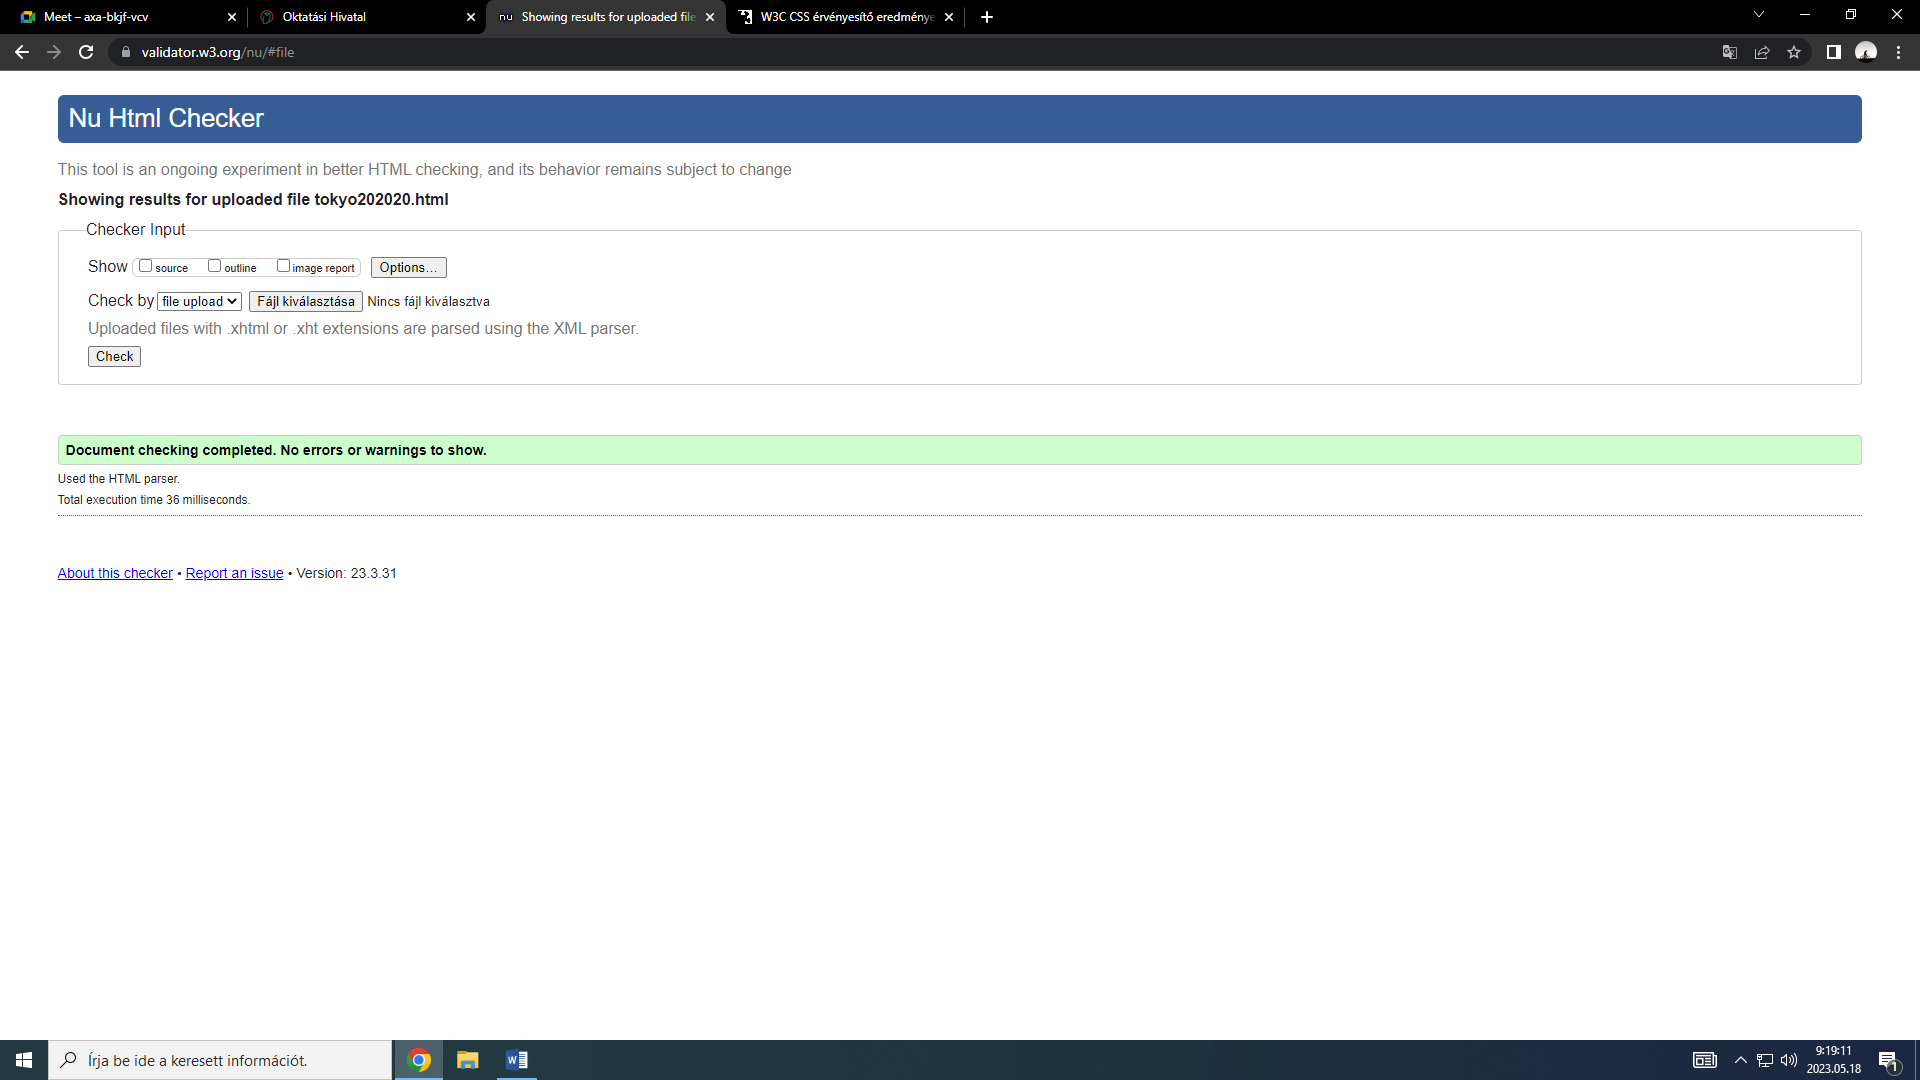 Meet – axa-bkjf-vcv
Oktatási Hivatal
nu Showing results for uploaded file
W3C CSS érvényesítő eredménye
validator.w3.org/nu/#file
Nu Html Checker
This tool is an ongoing experiment in better HTML checking, and its behavior remains subject to change
Showing results for uploaded file tokyo202020.html
Checker Input
Show source outline image report Options...
Check by file upload Fájl kiválasztása Nincs fájl kiválasztva
Uploaded files with .xhtml or .xht extensions are parsed using the XML parser.
Check
Document checking completed. No errors or warnings to show.
Used the HTML parser.
Total execution time 36 milliseconds.
About this checker • Report an issue • Version: 23.3.31
Írja be ide a keresett információt.
9:19:11
2023.05.18
1